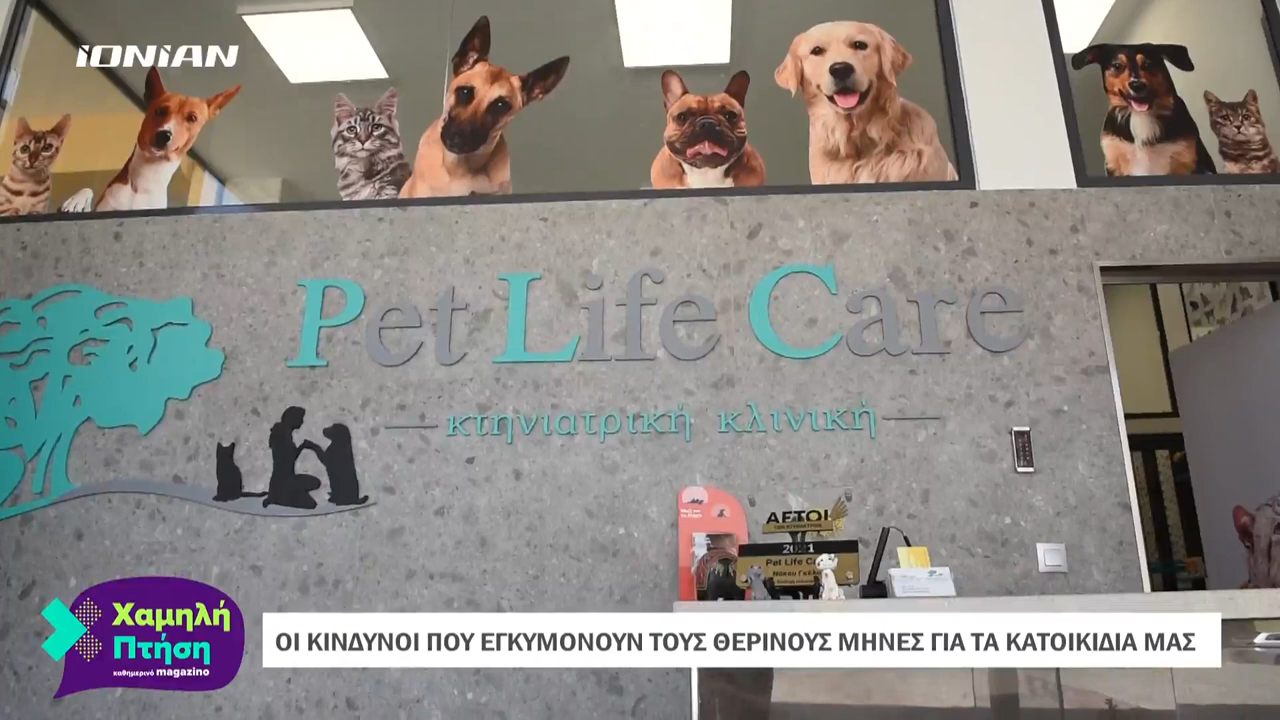 IONIAN
Pet Life Care
κτηνιατρική κλινική
ΑΕΤΟΙ
2021
Pet Life
Χαμηλή
Πτήση
καθημερινό magazino
ΟΙ ΚΙΝΔΥΝΟΙ ΠΟΥ ΕΓΚΥΜΟΝΟΥΝ ΤΟΥΣ ΘΕΡΙΝΟΥΣ ΜΗΝΕΣ ΓΙΑ ΤΑ ΚΑΤΟΙΚΙΔΙΑ ΜΑΣ